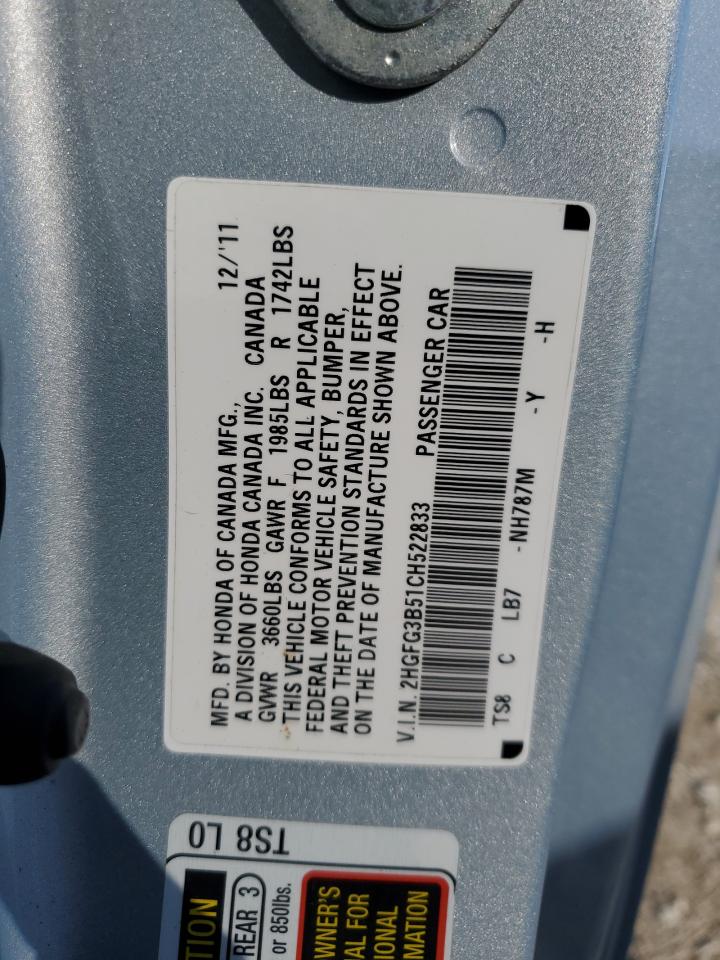 MFD. BY HONDA OF CANADA MFG., 12/'11
A DIVISION OF HONDA CANADA INC. CANADA
GVWR 3660LBS GAWR F 1985LBS R 1742LBS
THIS VEHICLE CONFORMS TO ALL APPLICABLE
FEDERAL MOTOR VEHICLE SAFETY, BUMPER,
AND THEFT PREVENTION STANDARDS IN EFFECT
ON THE DATE OF MANUFACTURE SHOWN ABOVE.
V.I.N. 2HGFG3B51CH522833 PASSENGER CAR
TS8 C LB7 -NH787M -Y -H
TS8 L0
TION
REAR 3
or 850lbs.
WNER'S
AL FOR
IONAL
MATION